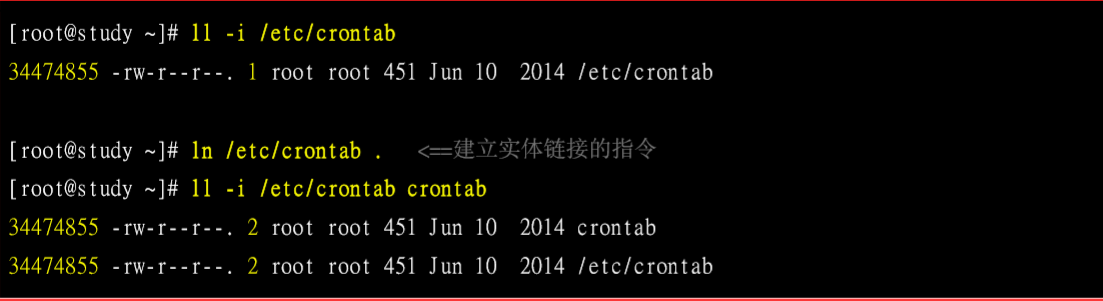 [root@study ~]# ll -i /etc/crontab
34474855 -rw-r--r--. 1 root root 451 Jun 10  2014 /etc/crontab
[root@study ~]# ln /etc/crontab .   <==建立实体链接的指令
[root@study ~]# ll -i /etc/crontab crontab
34474855 -rw-r--r--. 2 root root 451 Jun 10  2014 crontab
34474855 -rw-r--r--. 2 root root 451 Jun 10  2014 /etc/crontab